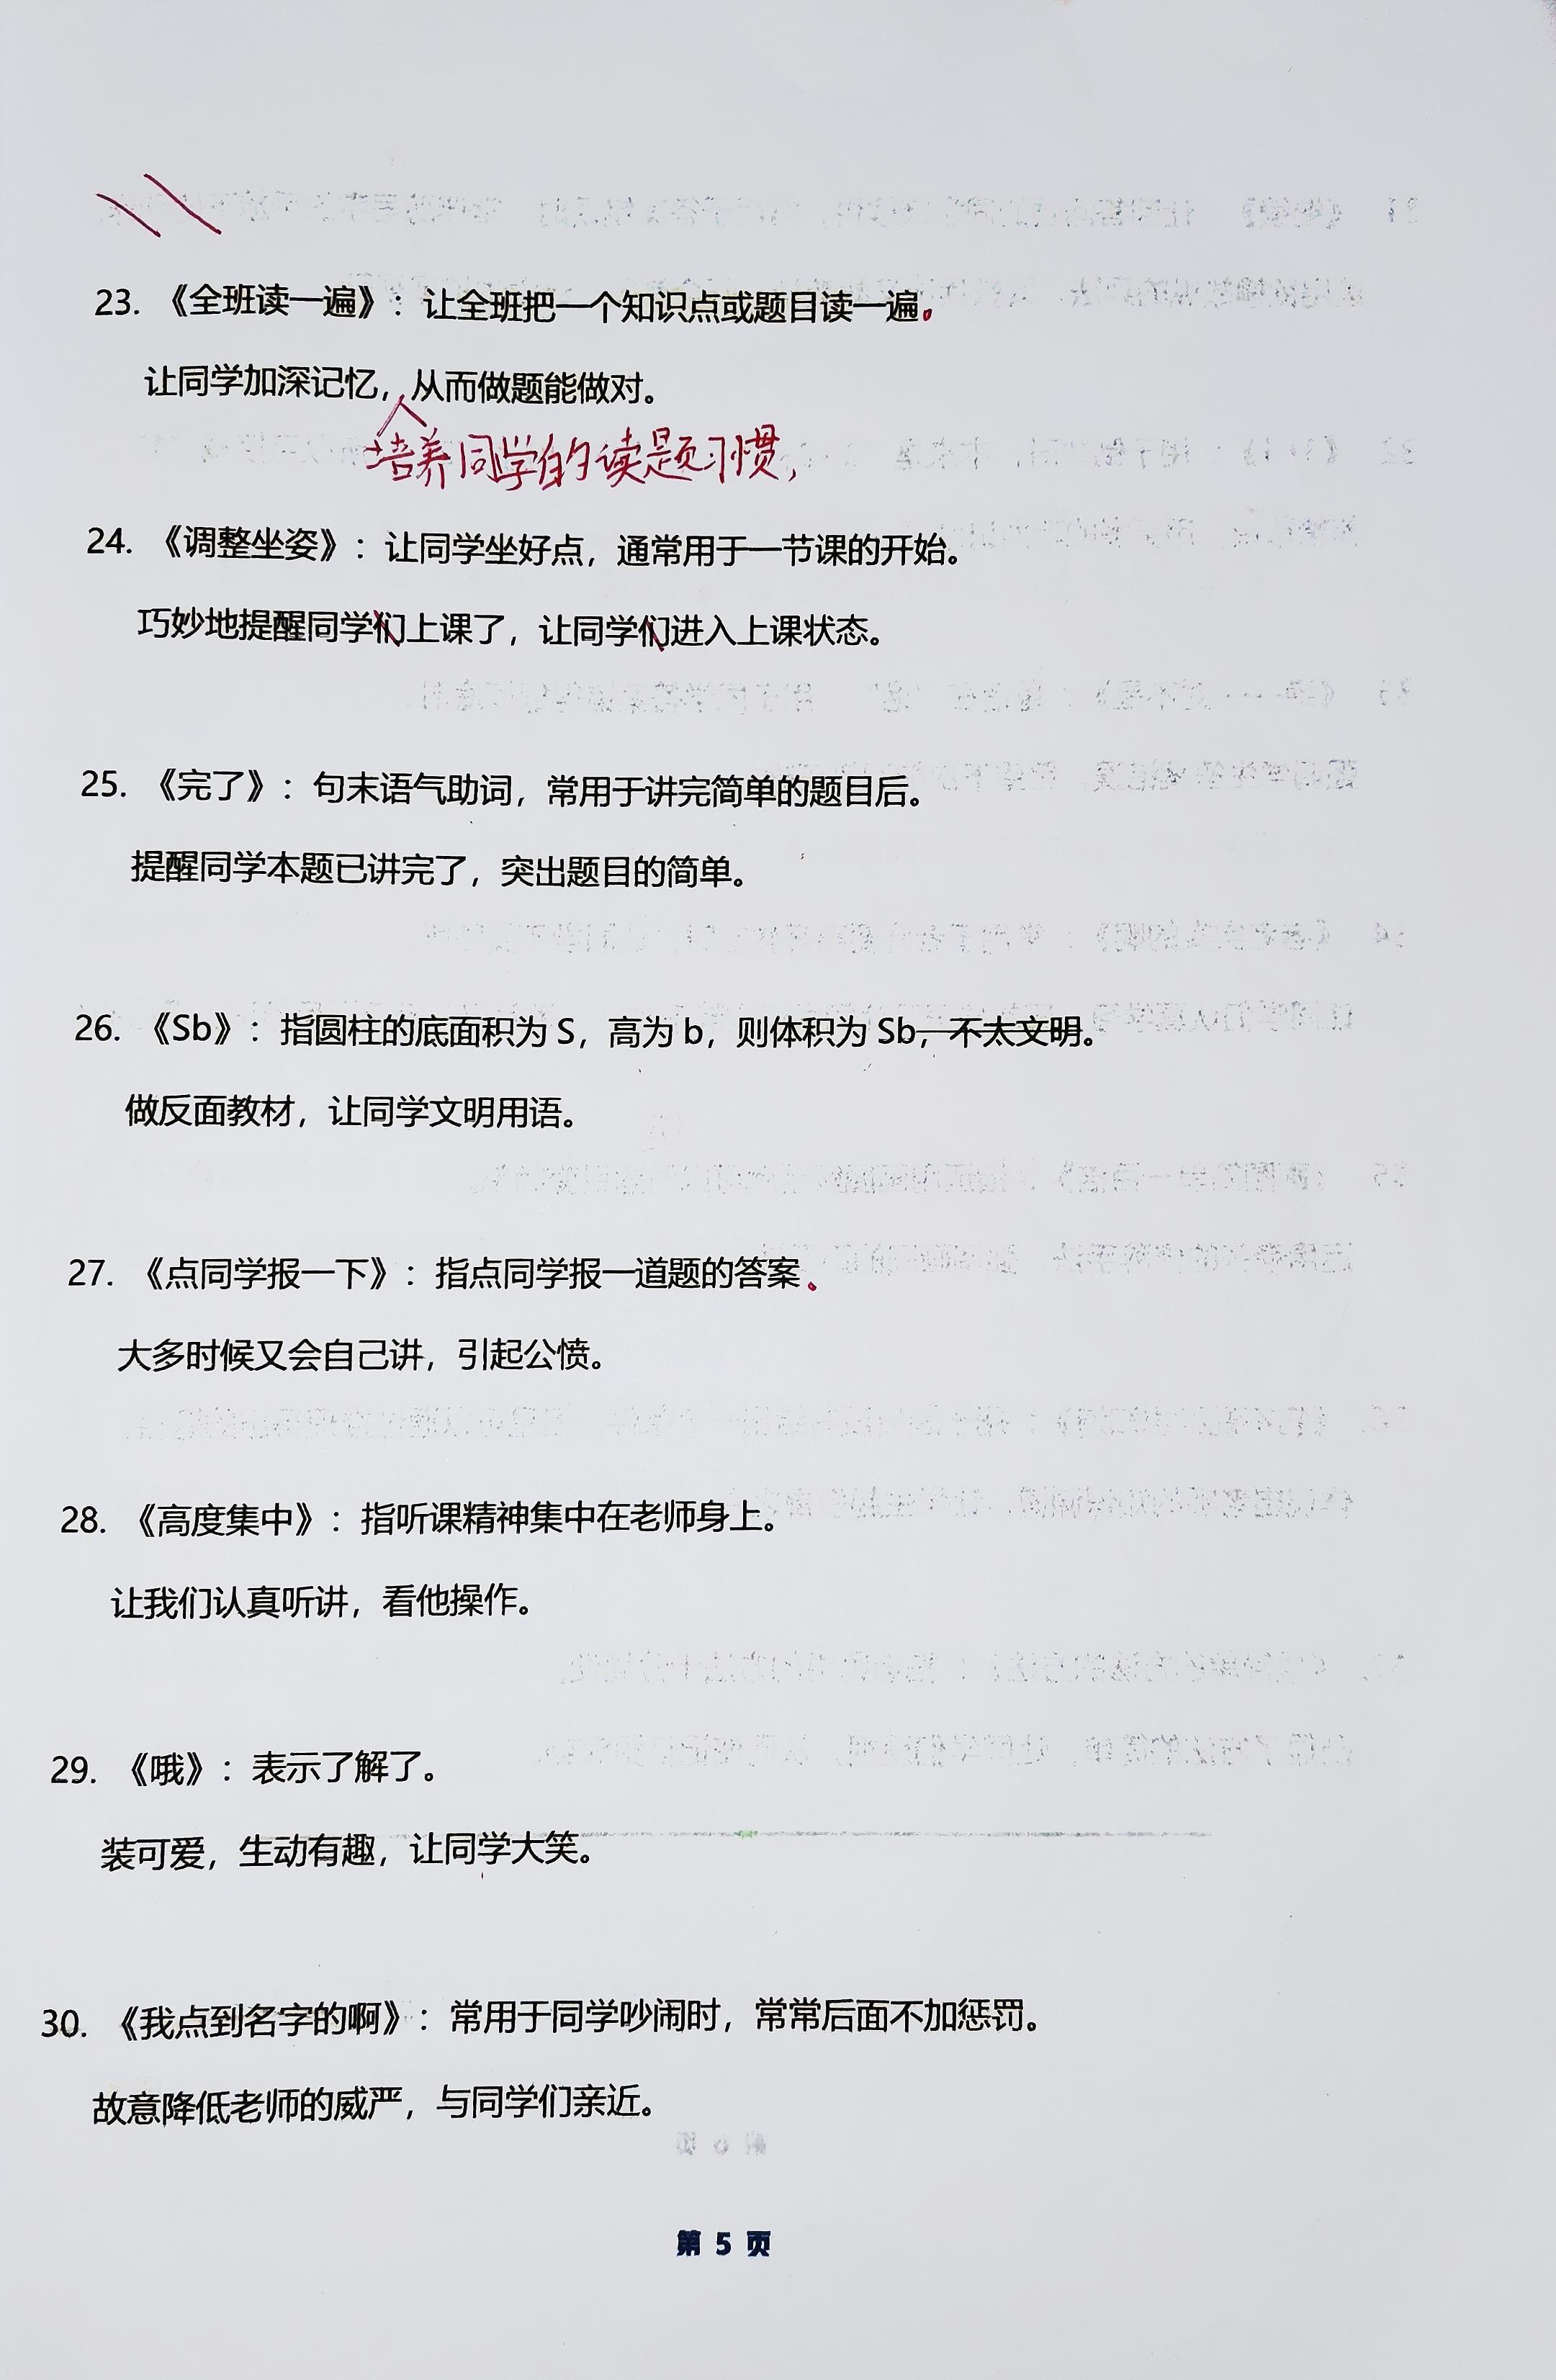 23. 《全班读一遍》：让全班把一个知识点或题目读一遍。
让同学加深记忆，从而做题能做对。
培养同学的读题习惯，
24. 《调整坐姿》：让同学坐好点，通常用于一节课的开始。
巧妙地提醒同学们上课了，让同学们进入上课状态。
25. 《完了》：句末语气助词，常用于讲完简单的题目后。
提醒同学本题已讲完了，突出题目的简单。
26. 《Sb》：指圆柱的底面积为 S，高为 b，则体积为 Sb，不太文明。
做反面教材，让同学文明用语。
27. 《点同学报一下》：指点同学报一道题的答案。
大多时候又会自己讲，引起公愤。
28. 《高度集中》：指听课精神集中在老师身上。
让我们认真听讲，看他操作。
29. 《哦》：表示了解了。
装可爱，生动有趣，让同学大笑。
30. 《我点到名字的啊》：常用于同学吵闹时，常常后面不加惩罚。
故意降低老师的威严，与同学们亲近。
第 5 页